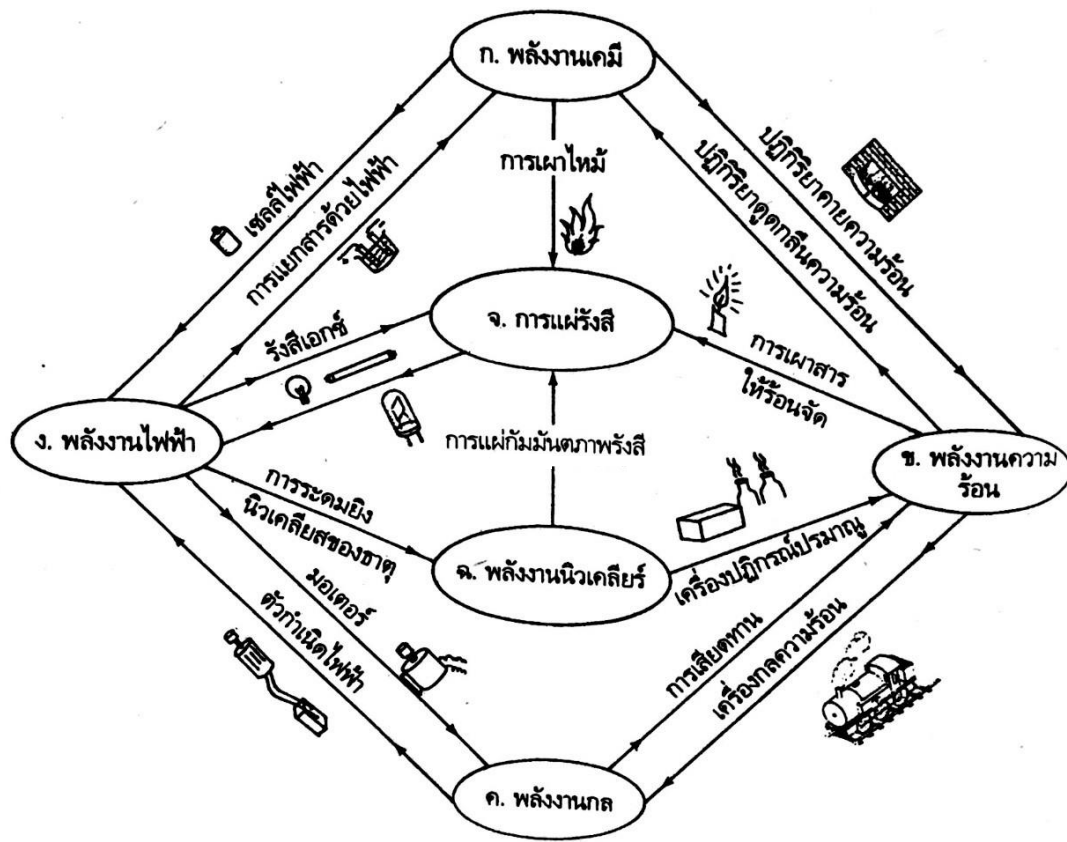 ก. พลังงานเคมี
การเผาไหม้
เซลล์ไฟฟ้า
การแยกสารด้วยไฟฟ้า
ปฏิกิริยาคายความร้อน
ปฏิกิริยาดูดกลืนความร้อน
จ. การแผ่รังสี
รังสีเอกซ์
การเผาสาร
ให้ร้อนจัด
ง. พลังงานไฟฟ้า
การแผ่กัมมันตภาพรังสี
ข. พลังงานความ
ร้อน
การระดมยิง
นิวเคลียสของธาตุ
ฉ. พลังงานนิวเคลียร์
เครื่องปฏิกรณ์ปรมาณู
มอเตอร์
ตัวกำเนิดไฟฟ้า
การเสียดทาน
เครื่องกลความร้อน
ค. พลังงานกล